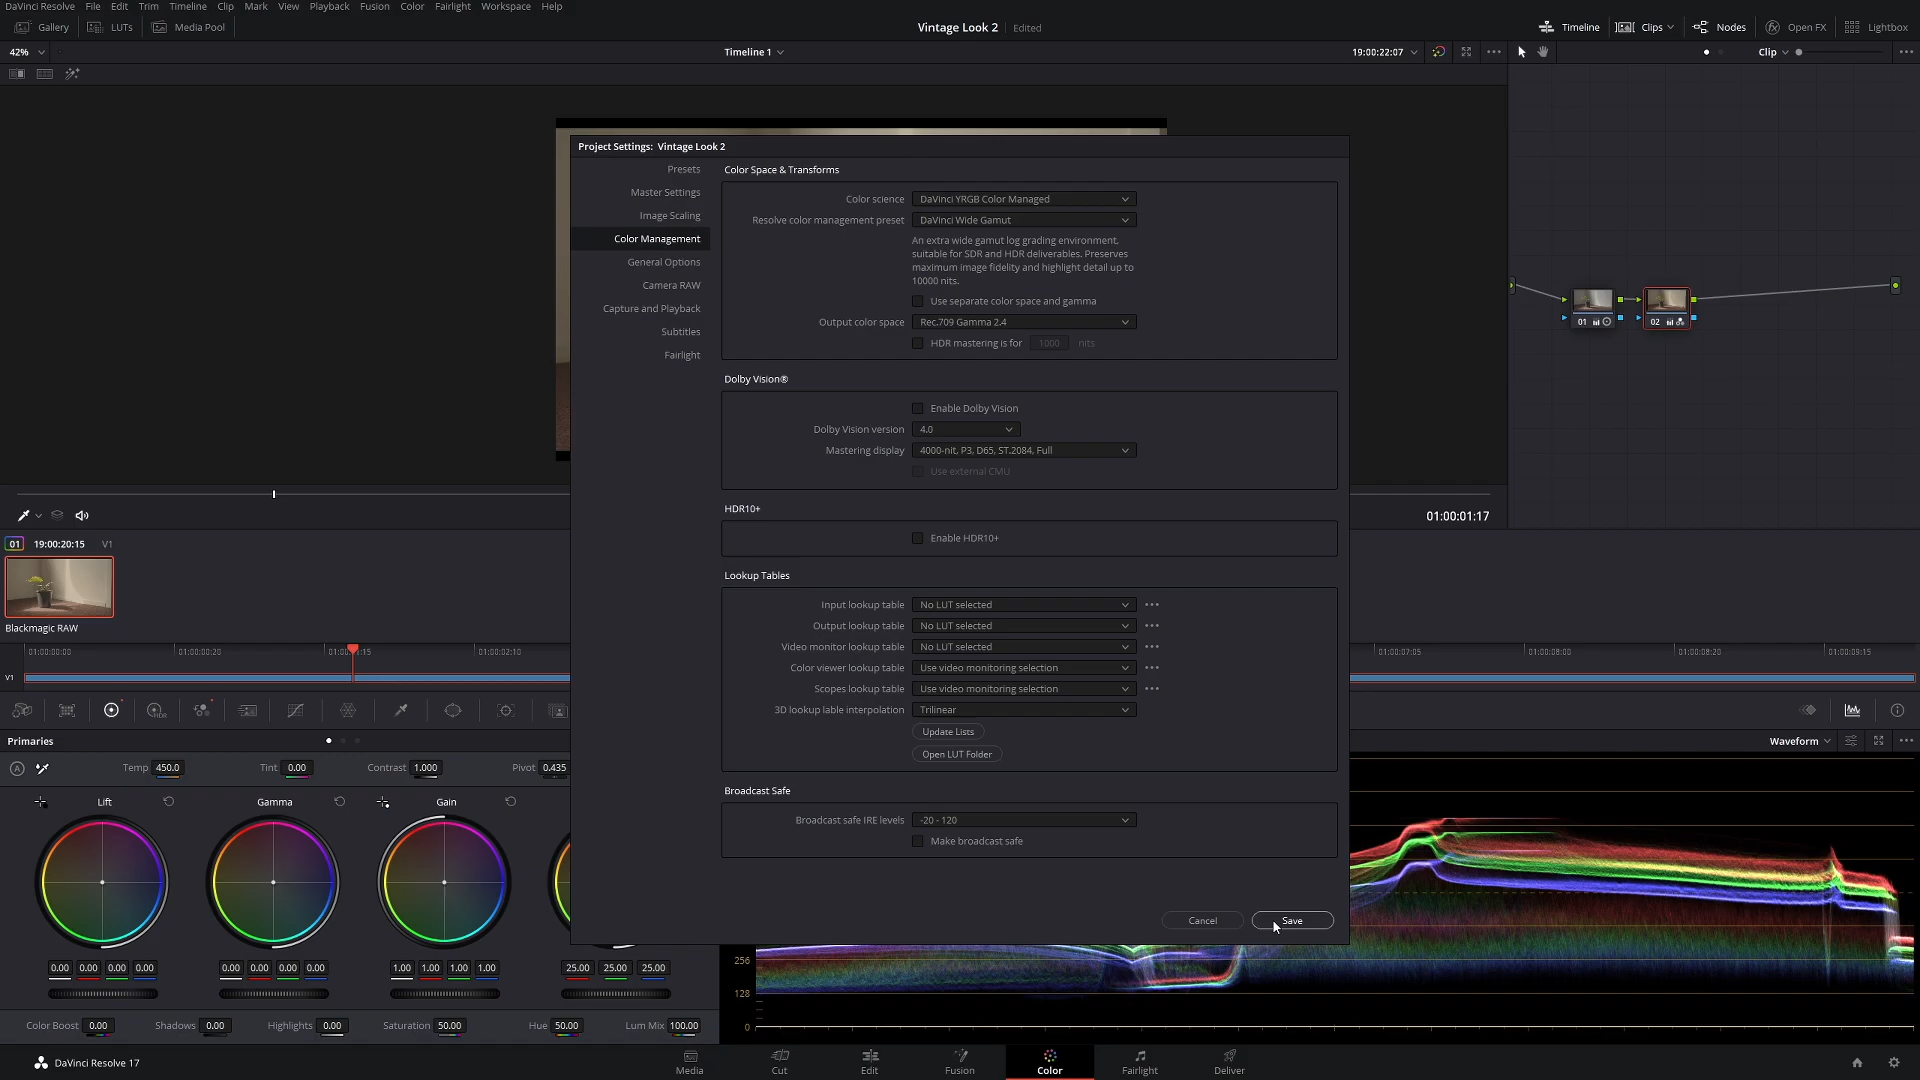 DaVinci Resolve File Edit Trim Timeline Clip Mark View Playback Fusion Color Fairlight Workspace Help
Gallery LUTs Media Pool Vintage Look 2 Edited Timeline Clips Nodes Open FX Lightbox
42% Timeline 1 19:00:22:07 Clip
Project Settings: Vintage Look 2
Presets
Master Settings
Image Scaling
Color Management
General Options
Camera RAW
Capture and Playback
Subtitles
Fairlight
Color Space & Transforms
Color science DaVinci YRGB Color Managed
Resolve color management preset DaVinci Wide Gamut
An extra wide gamut log grading environment,
suitable for SDR and HDR deliverables. Preserves
maximum image fidelity and highlight detail up to
10000 nits.
Use separate color space and gamma
Output color space Rec.709 Gamma 2.4
HDR mastering is for 1000 nits
Dolby Vision®
Enable Dolby Vision
Dolby Vision version 4.0
Mastering display 4000-nit, P3, D65, ST.2084, Full
Use external CMU
HDR10+
Enable HDR10+
Lookup Tables
Input lookup table No LUT selected
Output lookup table No LUT selected
Video monitor lookup table No LUT selected
Color viewer lookup table Use video monitoring selection
Scopes lookup table Use video monitoring selection
3D lookup lable interpolation Trilinear
Update Lists
Open LUT Folder
Broadcast Safe
Broadcast safe IRE levels -20 - 120
Make broadcast safe
Cancel Save
01 02
01:00:01:17
01 19:00:20:15 V1
Blackmagic RAW
01:00:00:00 01:00:00:20 01:00:01:15 01:00:02:10 01:00:07:05 01:00:08:00 01:00:08:20 01:00:09:15
V1
HDR
Primaries Waveform
A Temp 450.0 Tint 0.00 Contrast 1.000 Pivot 0.435
Lift Gamma Gain
0.00 0.00 0.00 0.00 0.00 0.00 0.00 0.00 1.00 1.00 1.00 1.00 25.00 25.00 25.00
Color Boost 0.00 Shadows 0.00 Highlights 0.00 Saturation 50.00 Hue 50.00 Lum Mix 100.00
256
128
0
DaVinci Resolve 17 Media Cut Edit Fusion Color Fairlight Deliver